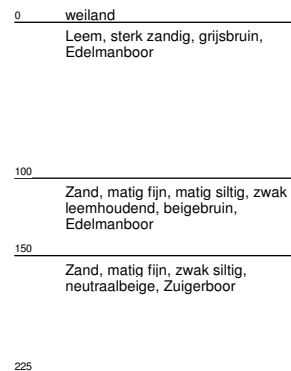 0 weiland
Leem, sterk zandig, grijsbruin,
Edelmanboor
100
Zand, matig fijn, matig siltig, zwak
leemhoudend, beigebruin,
Edelmanboor
150
Zand, matig fijn, zwak siltig,
neutraalbeige, Zuigerboor
225